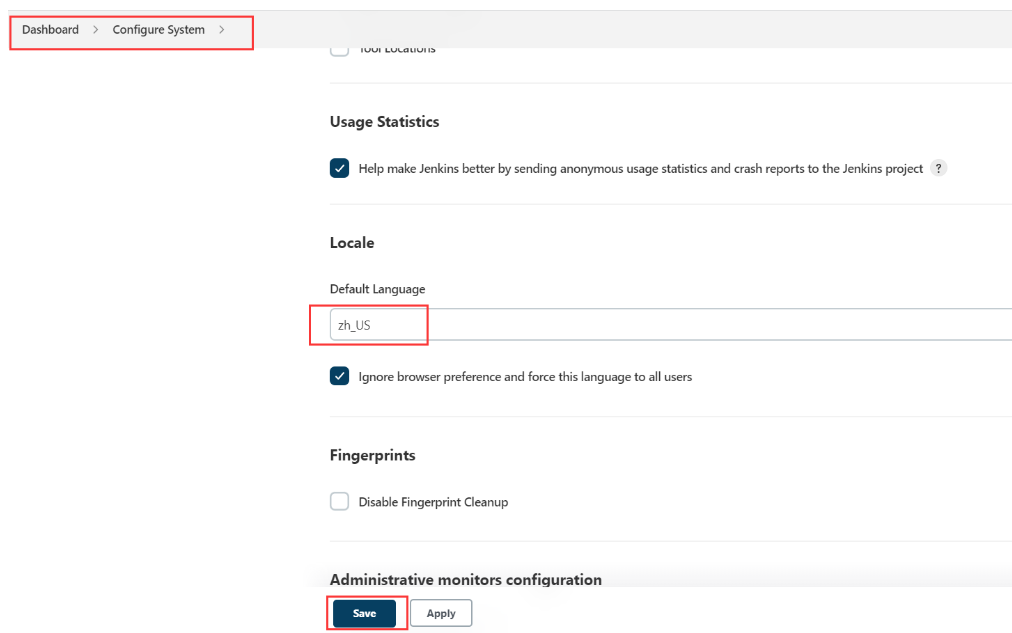 Dashboard > Configure System >
Tool Locations
Usage Statistics
Help make Jenkins better by sending anonymous usage statistics and crash reports to the Jenkins project ?
Locale
Default Language
zh_US
Ignore browser preference and force this language to all users
Fingerprints
Disable Fingerprint Cleanup
Administrative monitors configuration
Save Apply